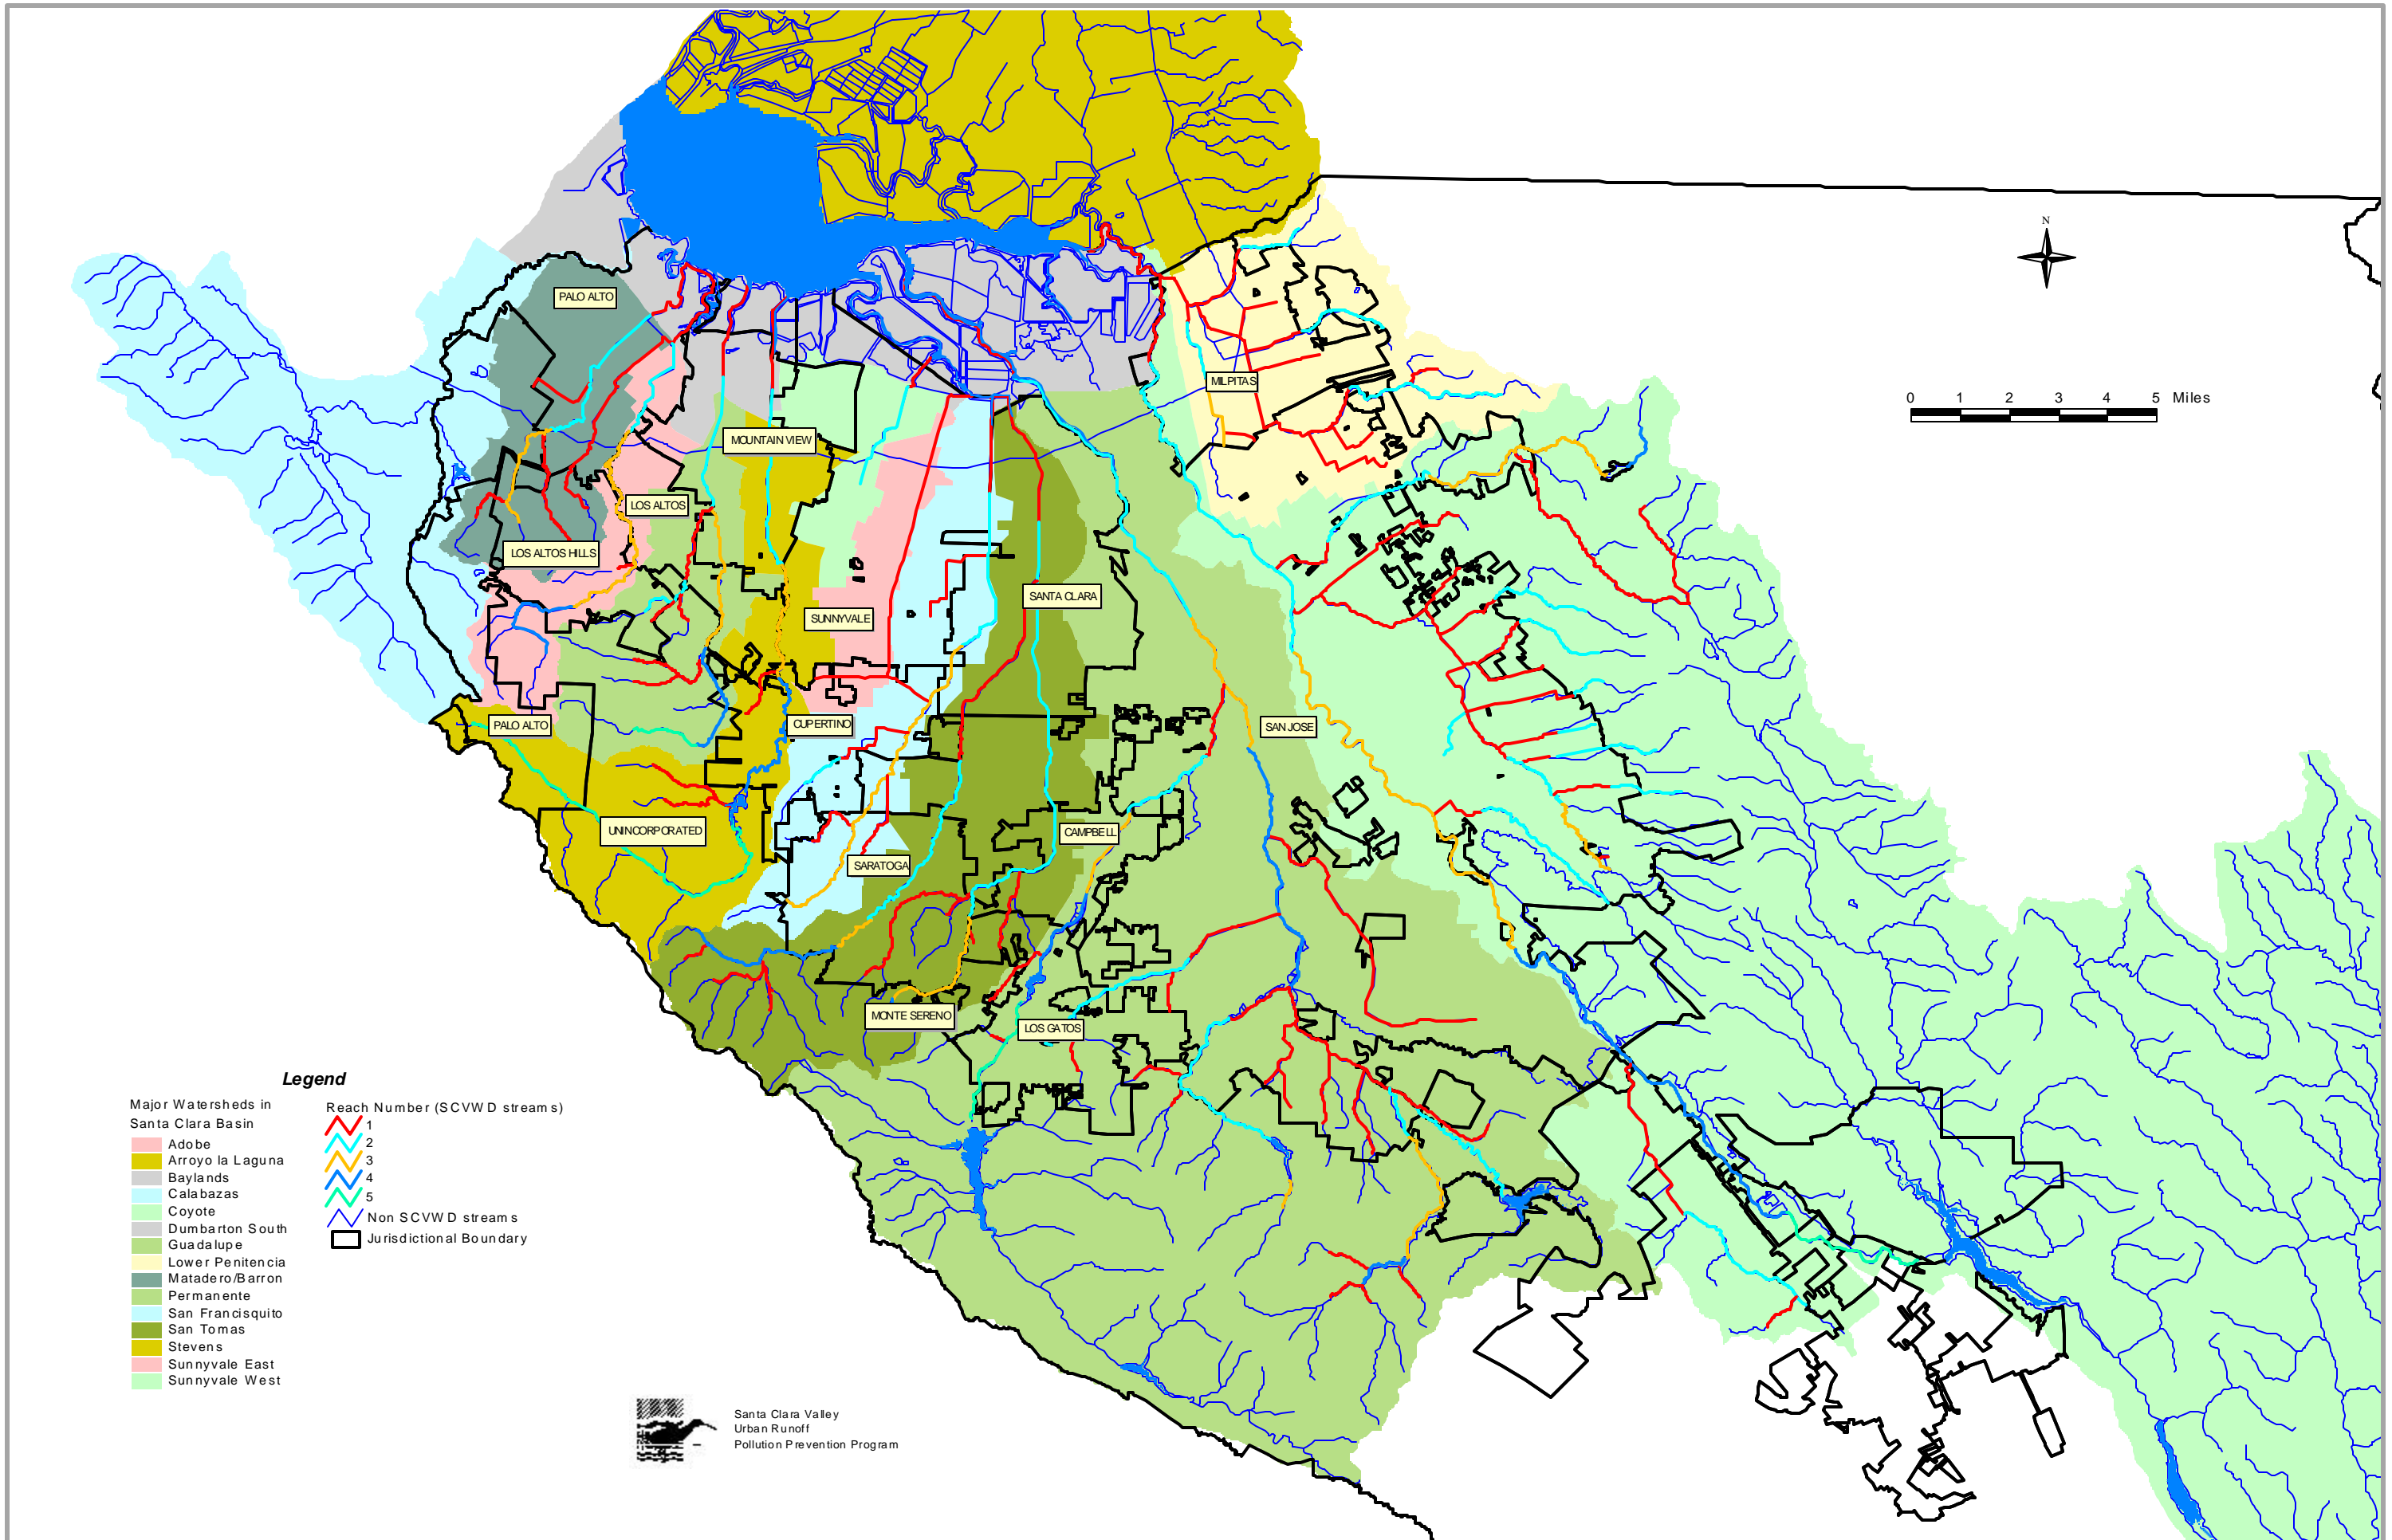 N
PALO ALTO
0 1 2 3 4 5 Miles
MILPITAS
MOUNTAIN VIEW
LOS ALTOS
LOS ALTOS HILLS
SANTA CLARA
SUNNYVALE
PALO ALTO
CUPERTINO
SAN JOSE
UNINCORPORATED
CAMPBELL
SARATOGA
MONTE SERENO
LOS GATOS
Legend
Major Watersheds in
Santa Clara Basin
Adobe
Arroyo la Laguna
Baylands
Calabazas
Coyote
Dumbarton South
Guadalupe
Lower Penitencia
Matadero/Barron
Permanente
San Francisquito
San Tomas
Stevens
Sunnyvale East
Sunnyvale West
Reach Number (SCVWD streams)
1
2
3
4
5
Non SCVWD streams
Jurisdictional Boundary
Santa Clara Valley
Urban Runoff
Pollution Prevention Program